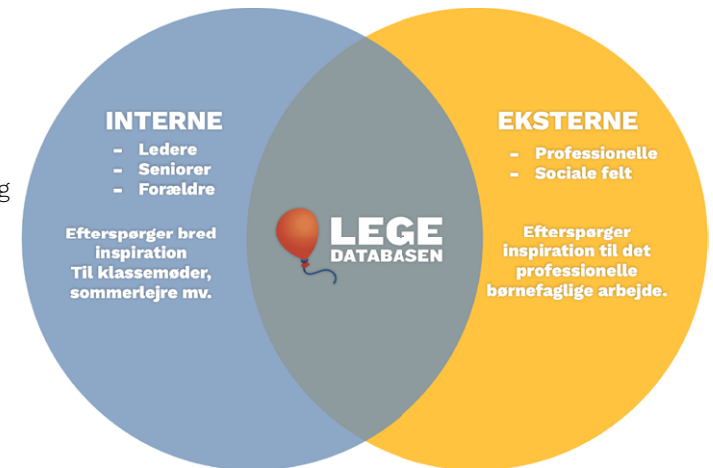 g
INTERNE
- Ledere
- Seniorer
- Forældre
Efterspørger bred
inspiration
Til klassemøder,
sommerlejre mv.
LEGE
DATABASEN
EKSTERNE
- Professionelle
- Sociale felt
Efterspørger
inspiration til det
professionelle
børnefaglige arbejde.